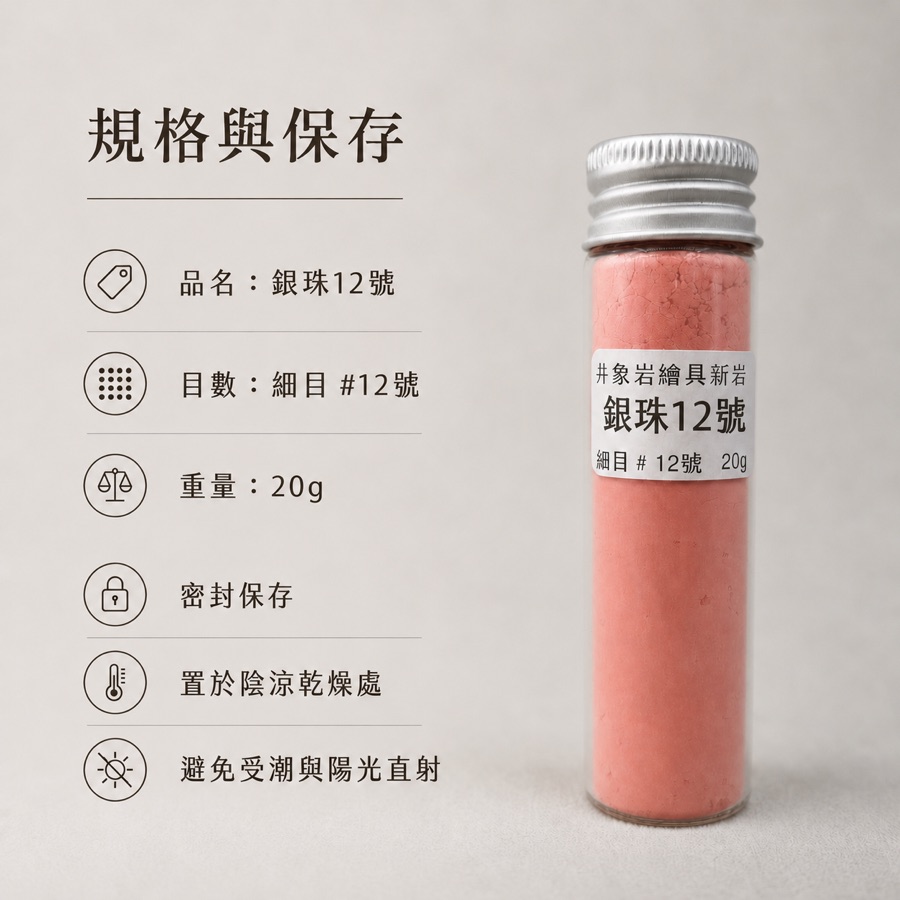 規格與保存
品名：銀珠12號
目數：細目 #12號
重量：20g
密封保存
置於陰涼乾燥處
避免受潮與陽光直射
井象岩繪具新岩
銀珠12號
細目 # 12號 20g